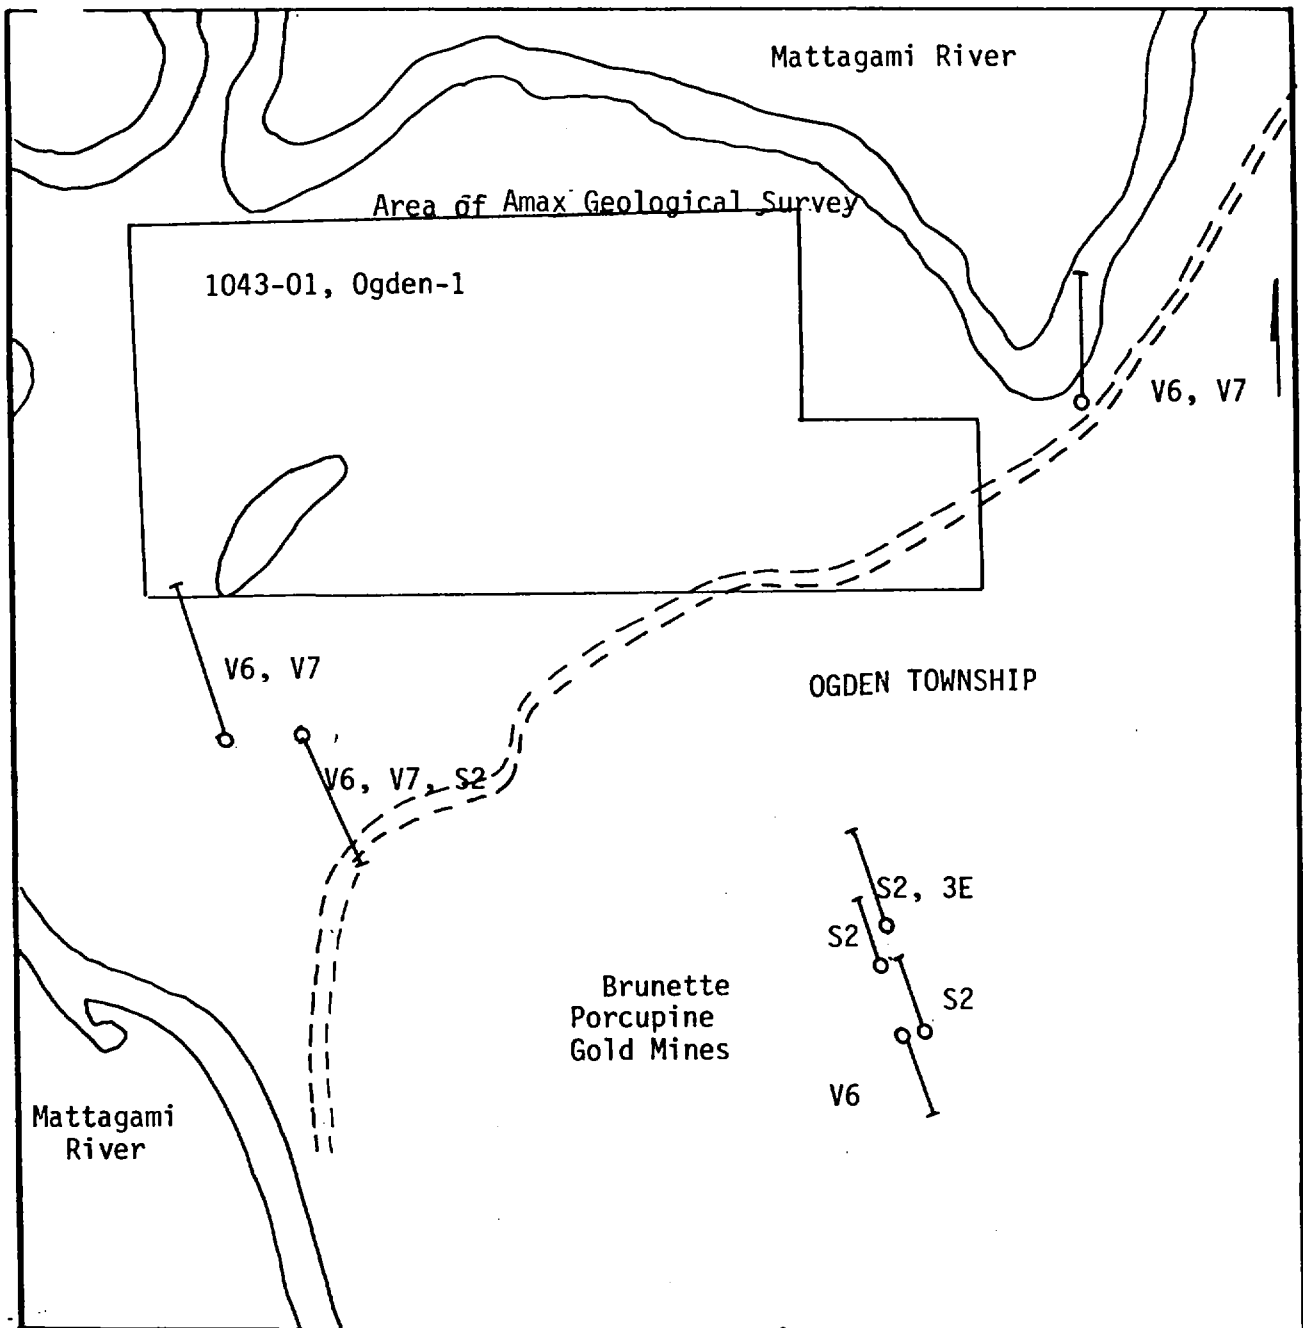 Mattagami River
Area of Amax Geological Survey
1043-01, Ogden-1
V6, V7
V6, V7
OGDEN TOWNSHIP
V6, V7, S2
S2, 3E
S2
Brunette
Porcupine
Gold Mines
S2
V6
Mattagami
River